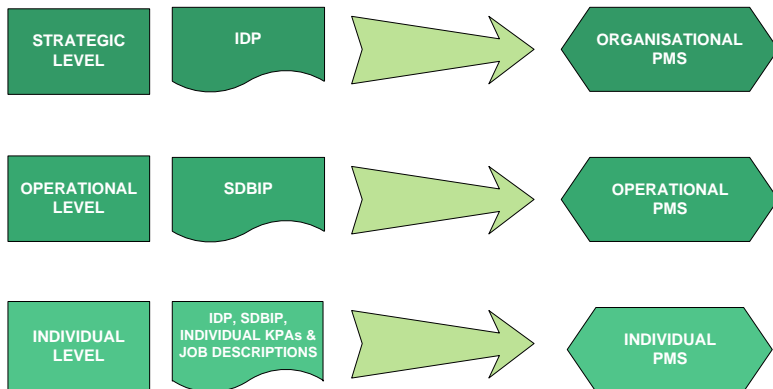 STRATEGIC
LEVEL
IDP
ORGANISATIONAL
PMS
OPERATIONAL
LEVEL
SDBIP
OPERATIONAL
PMS
INDIVIDUAL
LEVEL
IDP, SDBIP,
INDIVIDUAL KPAs &
JOB DESCRIPTIONS
INDIVIDUAL
PMS